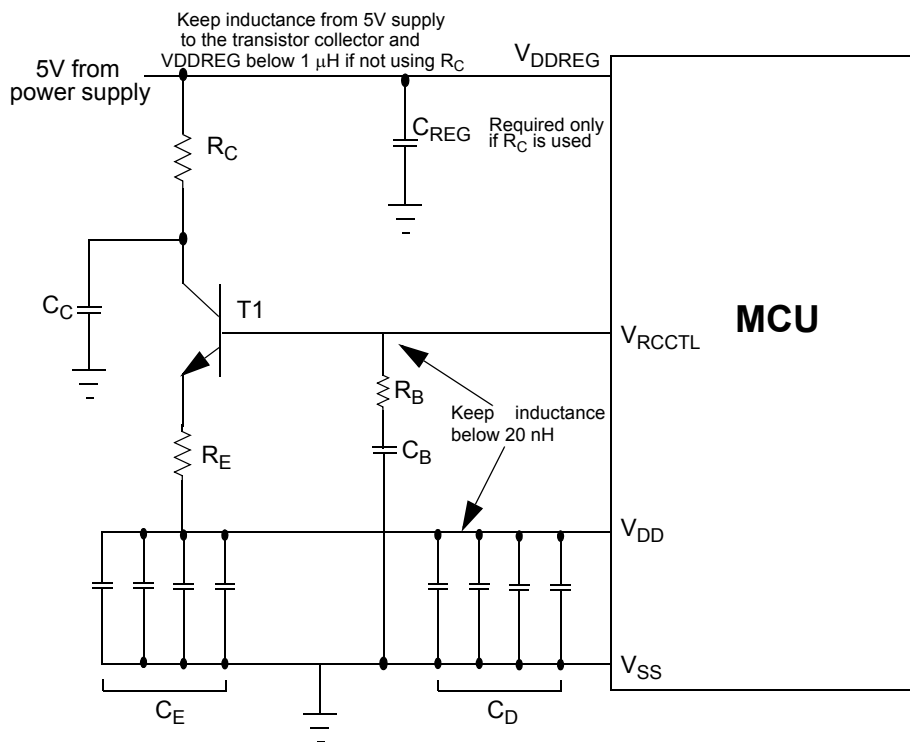 Keep inductance from 5V supply
to the transistor collector and
VDDREG below 1 μH if not using RC
VDDREG
5V from
power supply
CREG
Required only
if RC is used
RC
CC
T1
MCU
VRCCTL
RB
Keep inductance
below 20 nH
CB
RE
VDD
VSS
CE
CD